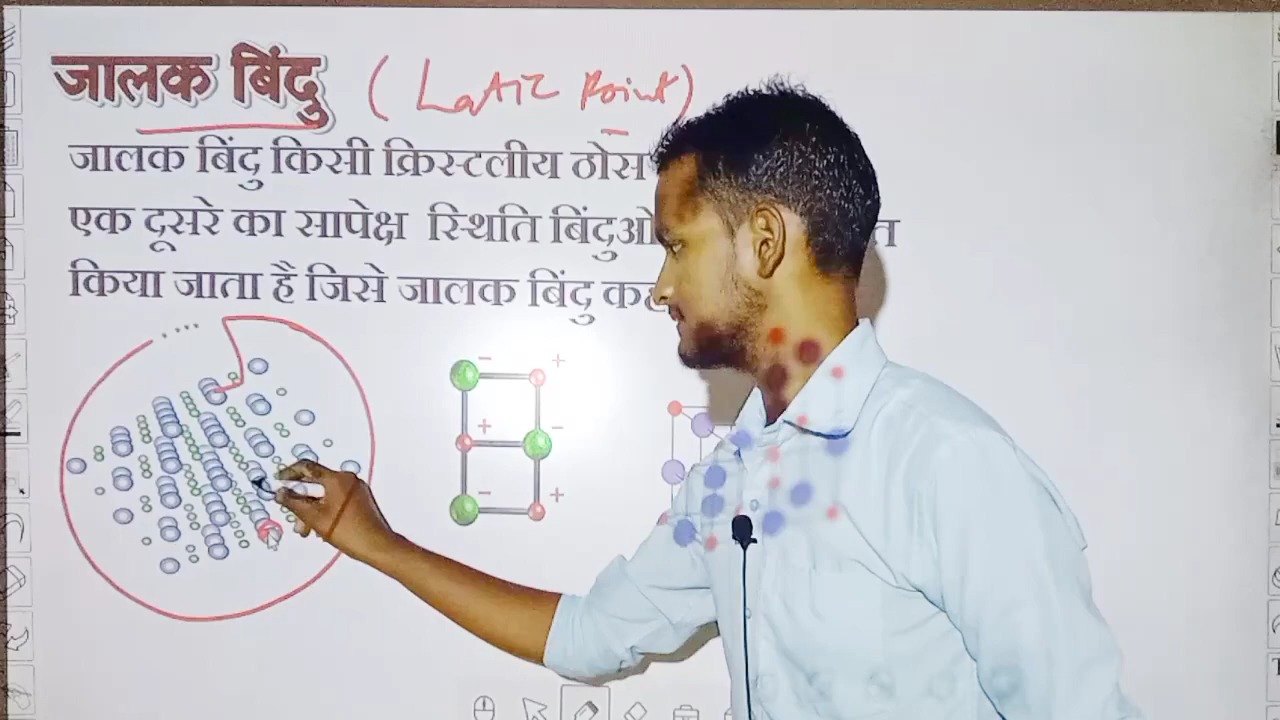 जालक बिंदु (Latic Point)
जालक बिंदु किसी क्रिस्टलीय ठोस
एक दूसरे का सापेक्ष स्थिति बिंदुओ
किया जाता है जिसे जालक बिंदु
- +
+ -
- +